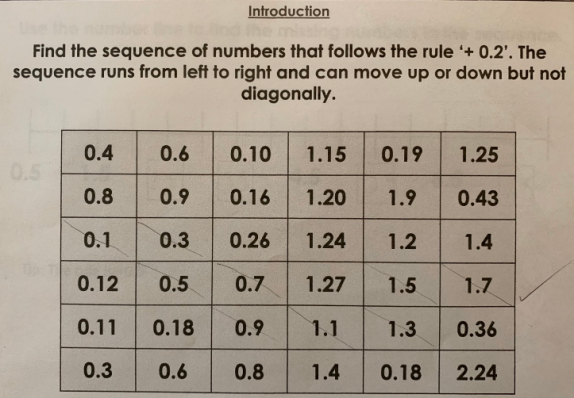 Introduction
Find the sequence of numbers that follows the rule ‘+ 0.2’. The
sequence runs from left to right and can move up or down but not
diagonally.
0.4 0.6 0.10 1.15 0.19 1.25
0.8 0.9 0.16 1.20 1.9 0.43
0.1 0.3 0.26 1.24 1.2 1.4
0.12 0.5 0.7 1.27 1.5 1.7
0.11 0.18 0.9 1.1 1.3 0.36
0.3 0.6 0.8 1.4 0.18 2.24